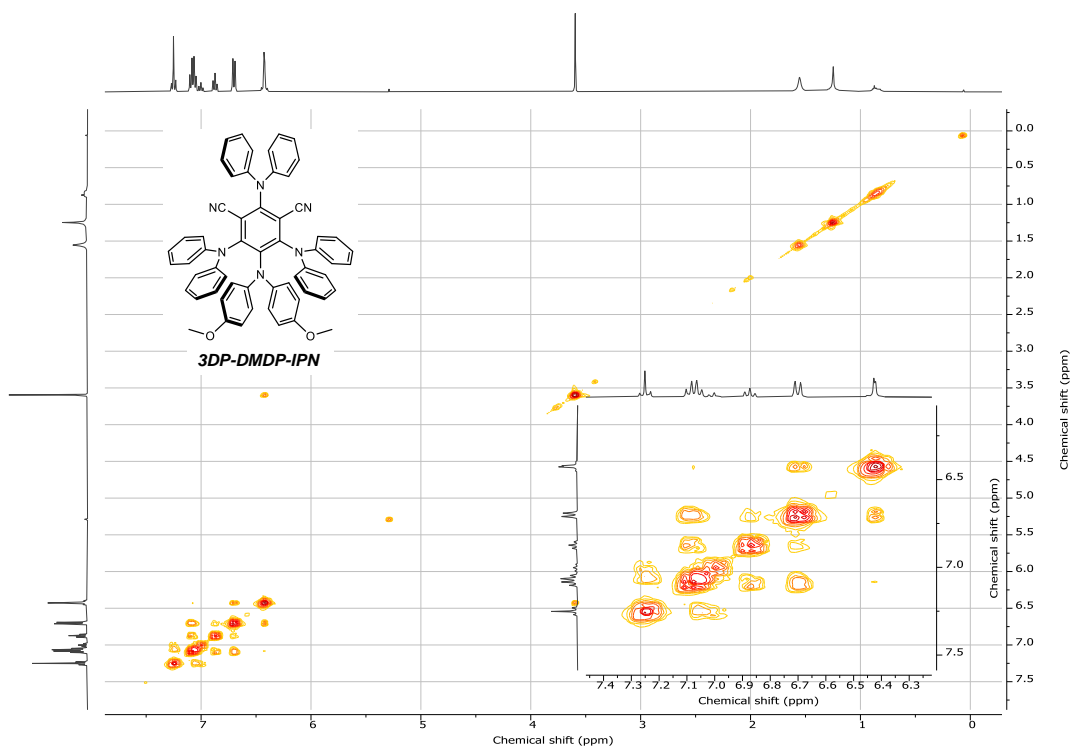 0.0
0.5
1.0
1.5
2.0
2.5
3.0
3.5
4.0
4.5
5.0
5.5
6.0
6.5
7.0
7.5
Chemical shift (ppm)
N
CN
CN
N
N
N
O
O
3DP-DMDP-IPN
6.5
7.0
7.5
Chemical shift (ppm)
7.4 7.3 7.2 7.1 7.0 6.9 6.8 6.7 6.6 6.5 6.4 6.3
Chemical shift (ppm)
7 6 5 4 3 2 1 0
Chemical shift (ppm)